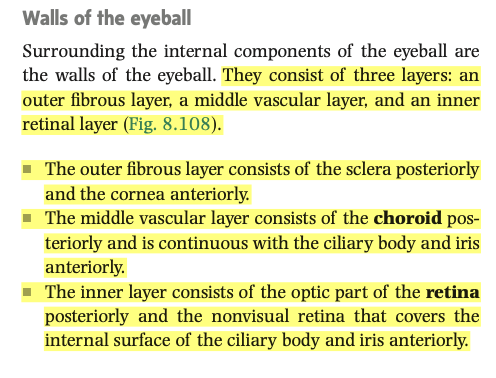 Walls of the eyeball
Surrounding the internal components of the eyeball are
the walls of the eyeball. They consist of three layers: an
outer fibrous layer, a middle vascular layer, and an inner
retinal layer (Fig. 8.108).
■ The outer fibrous layer consists of the sclera posteriorly
and the cornea anteriorly.
■ The middle vascular layer consists of the choroid pos-
teriorly and is continuous with the ciliary body and iris
anteriorly.
■ The inner layer consists of the optic part of the retina
posteriorly and the nonvisual retina that covers the
internal surface of the ciliary body and iris anteriorly.